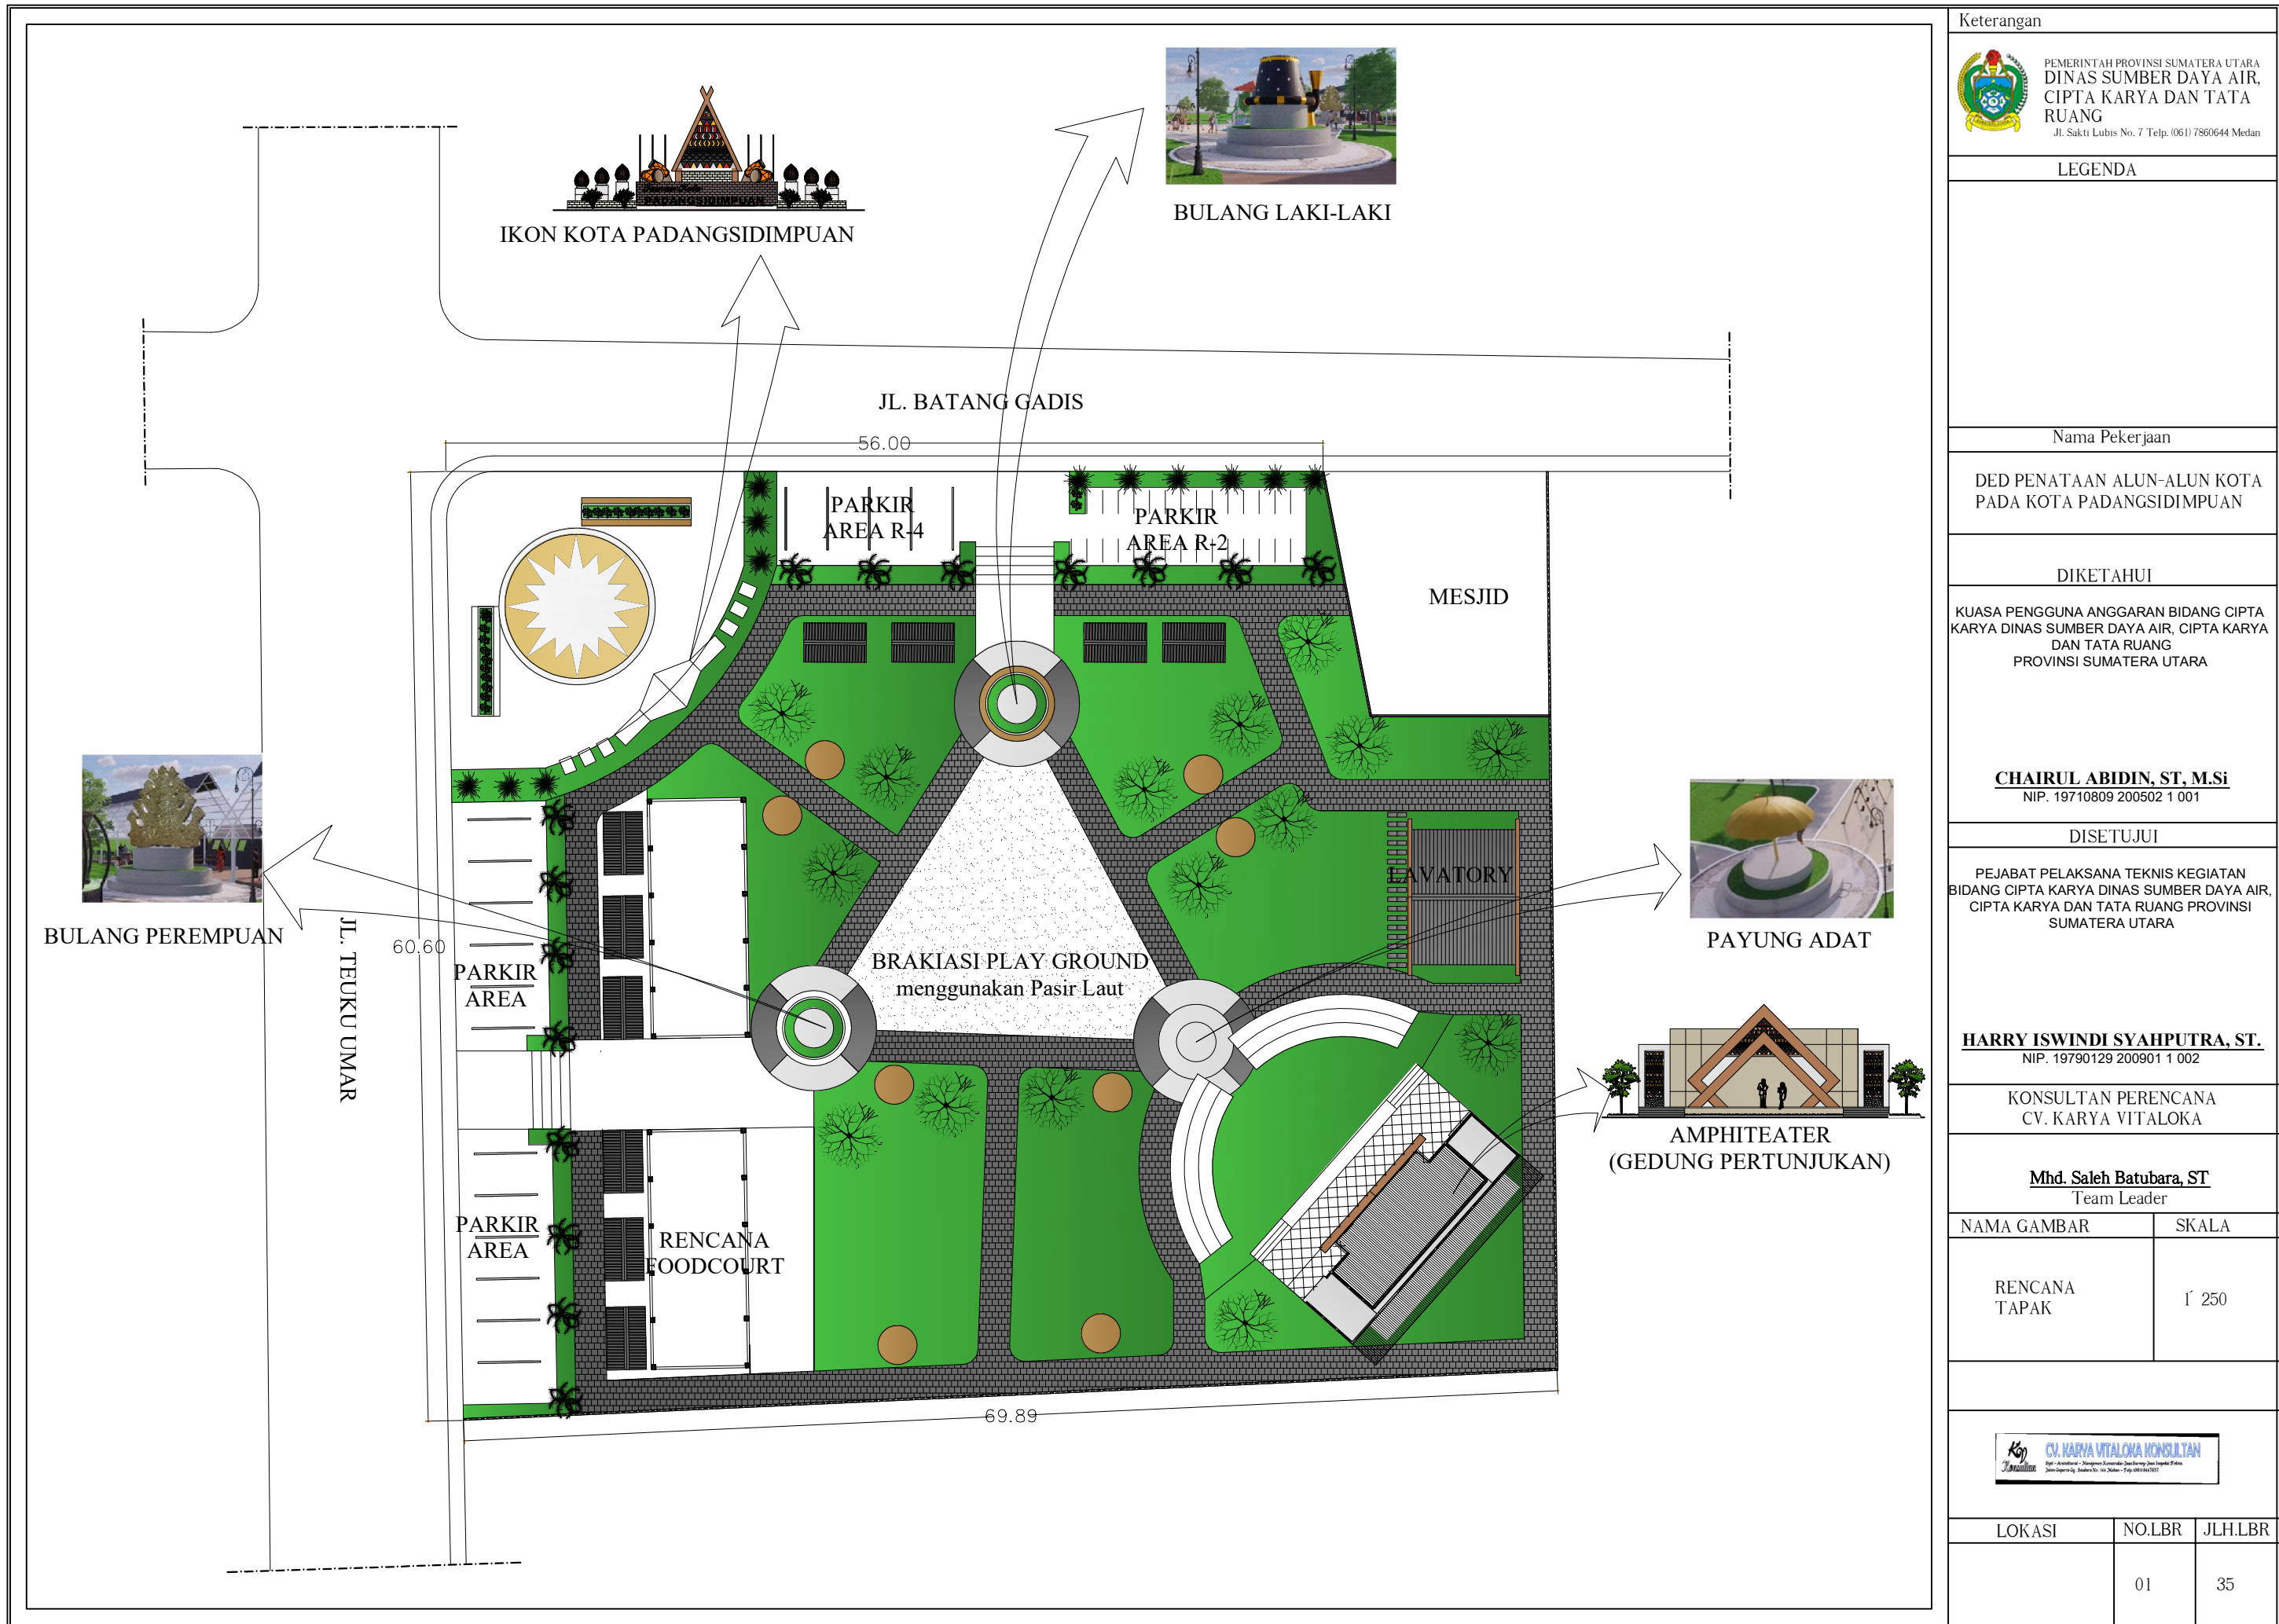 IKON KOTA PADANGSIDIMPUAN
BULANG LAKI-LAKI
JL. BATANG GADIS
56.00
PARKIR
AREA R-4
PARKIR
AREA R-2
MESJID
BULANG PEREMPUAN
JL. TEUKU UMAR
60.60
PARKIR
AREA
BRAKIASI PLAY GROUND
menggunakan Pasir Laut
LAVATORY
PAYUNG ADAT
AMPHITEATER
(GEDUNG PERTUNJUKAN)
PARKIR
AREA
RENCANA
FOODCOURT
69.89
Keterangan
PEMERINTAH PROVINSI SUMATERA UTARA
DINAS SUMBER DAYA AIR,
CIPTA KARYA DAN TATA
RUANG
Jl. Sakti Lubis No. 7 Telp. (061) 7860644 Medan
LEGENDA
Nama Pekerjaan
DED PENATAAN ALUN-ALUN KOTA
PADA KOTA PADANGSIDIMPUAN
DIKETAHUI
KUASA PENGGUNA ANGGARAN BIDANG CIPTA
KARYA DINAS SUMBER DAYA AIR, CIPTA KARYA
DAN TATA RUANG
PROVINSI SUMATERA UTARA
CHAIRUL ABIDIN, ST, M.Si
NIP. 19710809 200502 1 001
DISETUJUI
PEJABAT PELAKSANA TEKNIS KEGIATAN
BIDANG CIPTA KARYA DINAS SUMBER DAYA AIR,
CIPTA KARYA DAN TATA RUANG PROVINSI
SUMATERA UTARA
HARRY ISWINDI SYAHPUTRA, ST.
NIP. 19790129 200901 1 002
KONSULTAN PERENCANA
CV. KARYA VITALOKA
Mhd. Saleh Batubara, ST
Team Leader
NAMA GAMBAR SKALA
RENCANA
TAPAK
1´ 250
CV. KARYA VITALOKA KONSULTAN
Konsultan
LOKASI NO.LBR JLH.LBR
01 35